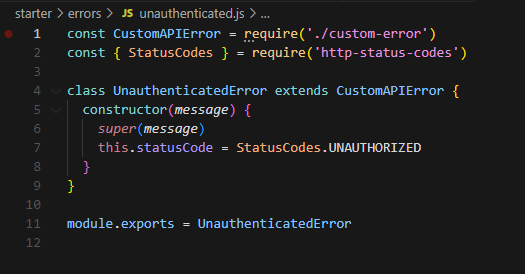 starter > errors > JS unauthenticated.js > ...
1 const CustomAPIError = require('./custom-error')
2 const { StatusCodes } = require('http-status-codes')
3
4 class UnauthenticatedError extends CustomAPIError {
5   constructor(message) {
6     super(message)
7     this.statusCode = StatusCodes.UNAUTHORIZED
8   }
9 }
10
11 module.exports = UnauthenticatedError
12